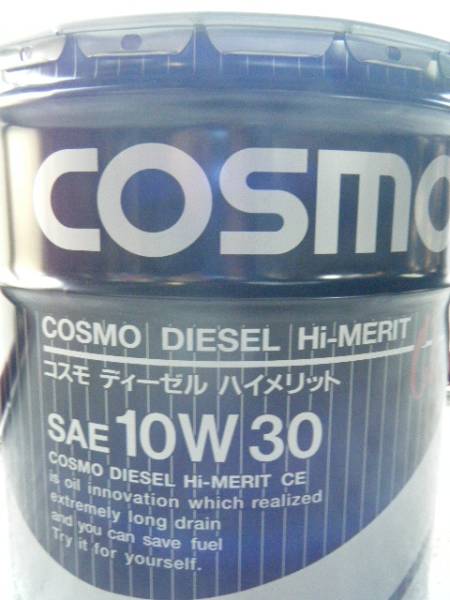 COSMO
COSMO DIESEL Hi-MERIT
コスモ ディーゼル ハイメリット
SAE 10W30
COSMO DIESEL Hi-MERIT CE
is oil innovation which realized
extremely long drain
and you can save fuel
Try it for yourself.